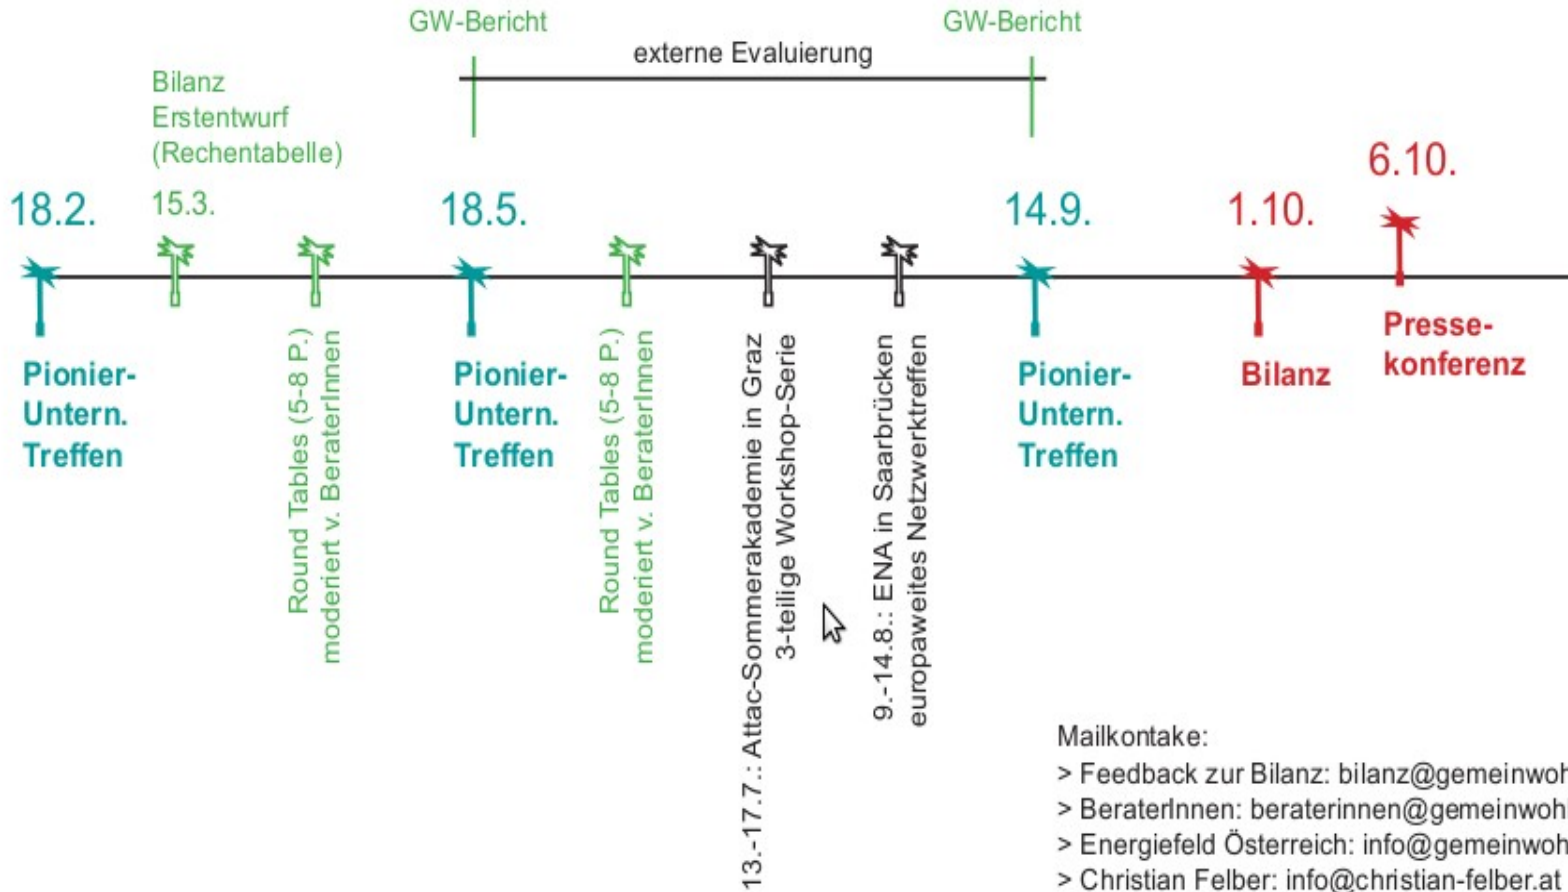 GW-Bericht
GW-Bericht
externe Evaluierung
Bilanz
Erstentwurf
(Rechentabelle)
18.2.
15.3.
18.5.
14.9.
1.10.
6.10.
Pionier-
Untern.
Treffen
Round Tables (5-8 P.)
moderiert v. BeraterInnen
Pionier-
Untern.
Treffen
Round Tables (5-8 P.)
moderiert v. BeraterInnen
13.-17.7.: Attac-Sommerakademie in Graz
3-teilige Workshop-Serie
9.-14.8.: ENA in Saarbrücken
europaweites Netzwerktreffen
Pionier-
Untern.
Treffen
Bilanz
Presse-
konferenz
Mailkontake:
> Feedback zur Bilanz: bilanz@gemeinwoh
> BeraterInnen: beraterinnen@gemeinwoh
> Energiefeld Österreich: info@gemeinwoh
> Christian Felber: info@christian-felber.at